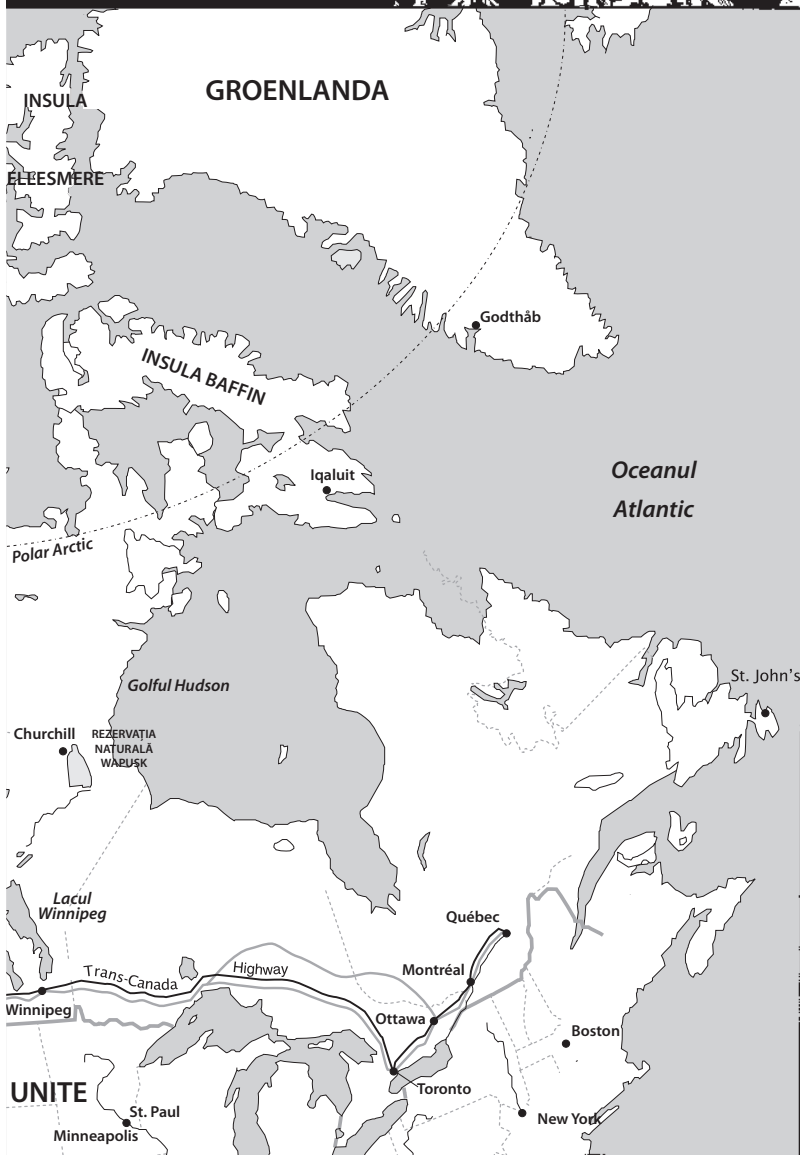 GROENLANDA
INSULA
ELLESMERE
Godthåb
INSULA BAFFIN
Iqaluit
Oceanul
Atlantic
Polar Arctic
Golful Hudson
St. John's
Churchill
REZERVAȚIA
NATURALĂ
WAPUSK
Lacul
Winnipeg
Québec
Trans-Canada
Highway
Montréal
Winnipeg
Ottawa
Boston
UNITE
Toronto
St. Paul
New York
Minneapolis